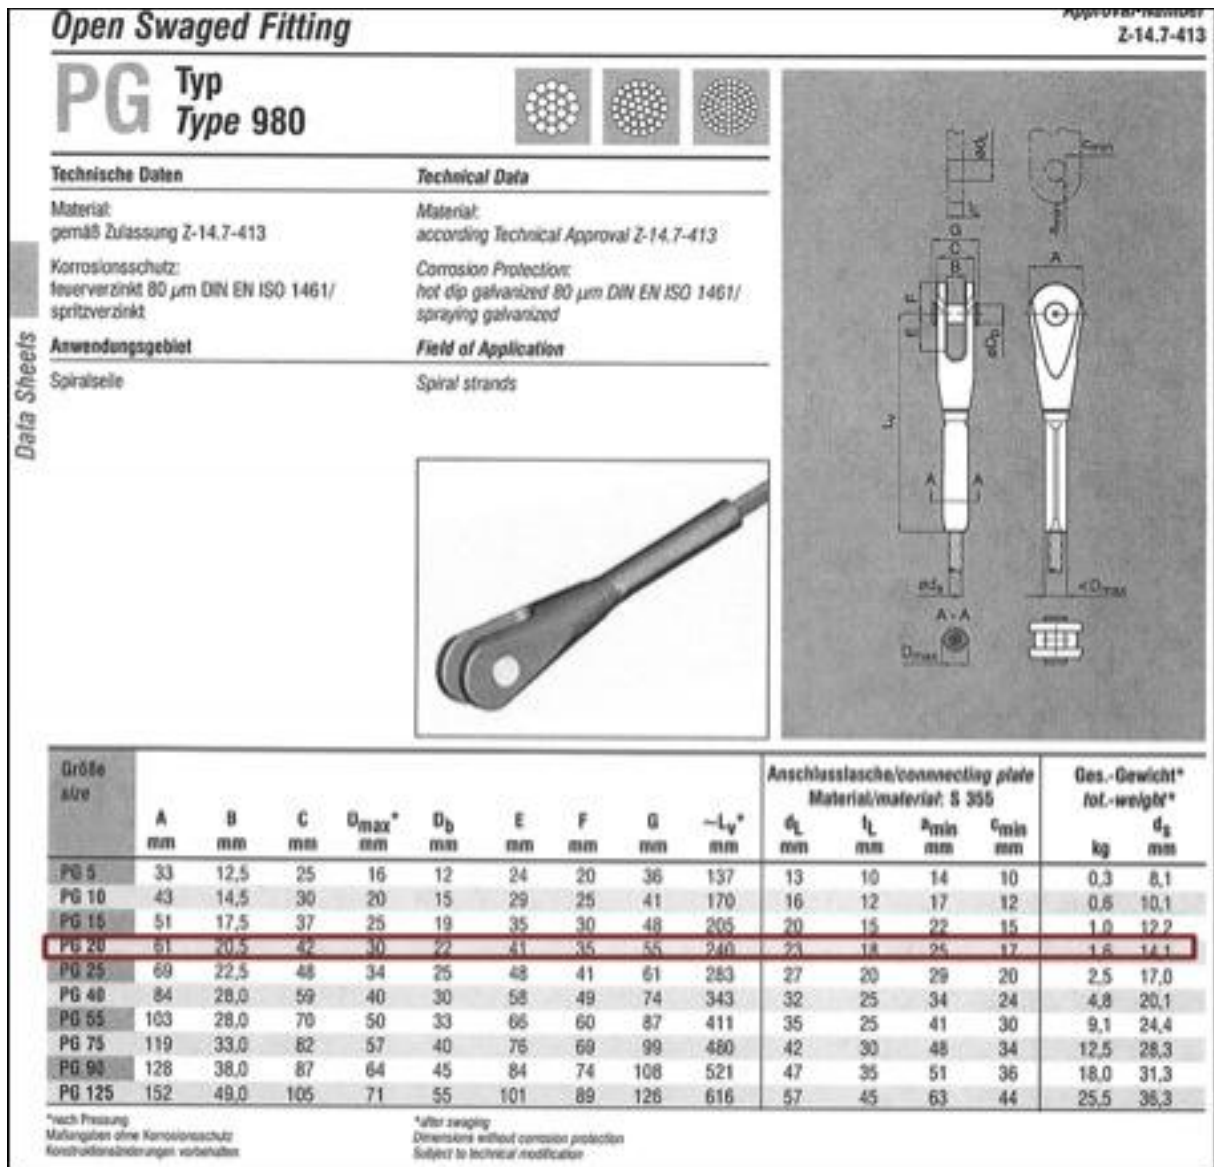 Open Swaged Fitting
Approval-Number
Z-14.7-413
PG Typ
Type 980
Technische Daten
Technical Data
Material:
gemäß Zulassung Z-14.7-413
Material:
according Technical Approval Z-14.7-413
Korrosionsschutz:
feuerverzinkt 80 µm DIN EN ISO 1461/
spritzverzinkt
Corrosion Protection:
hot dip galvanized 80 µm DIN EN ISO 1461/
spraying galvanized
Anwendungsgebiet
Field of Application
Spiralseile
Spiral strands
Data Sheets
G
C
B
F
E
øDb
Lv
A
A
øds
A - A
Dmax
ødL
cmin
A
<Dmax
Größe
size
Anschlusslasche/connnecting plate
Material/material: S 355
Ges.-Gewicht*
tot.-weight*
A B C Dmax* Db E F G ~Lv* dL tL amin cmin ds
mm mm mm mm mm mm mm mm mm mm mm mm mm kg mm
PG 5 33 12,5 25 16 12 24 20 36 137 13 10 14 10 0,3 8,1
PG 10 43 14,5 30 20 15 29 25 41 170 16 12 17 12 0,6 10,1
PG 15 51 17,5 37 25 19 35 30 48 205 20 15 22 15 1,0 12,2
PG 20 61 20,5 42 30 22 41 35 55 240 23 18 25 17 1,6 14,1
PG 25 69 22,5 48 34 25 48 41 61 283 27 20 29 20 2,5 17,0
PG 40 84 28,0 59 40 30 58 49 74 343 32 25 34 24 4,8 20,1
PG 55 103 28,0 70 50 33 66 60 87 411 35 25 41 30 9,1 24,4
PG 75 119 33,0 82 57 40 76 69 99 480 42 30 48 34 12,5 28,3
PG 90 128 38,0 87 64 45 84 74 108 521 47 35 51 36 18,0 31,3
PG 125 152 49,0 105 71 55 101 89 126 616 57 45 63 44 25,5 36,3
*nach Pressung
Maßangaben ohne Korrosionsschutz
Konstruktionsänderungen vorbehalten
*after swaging
Dimensions without corrosion protection
Subject to technical modification